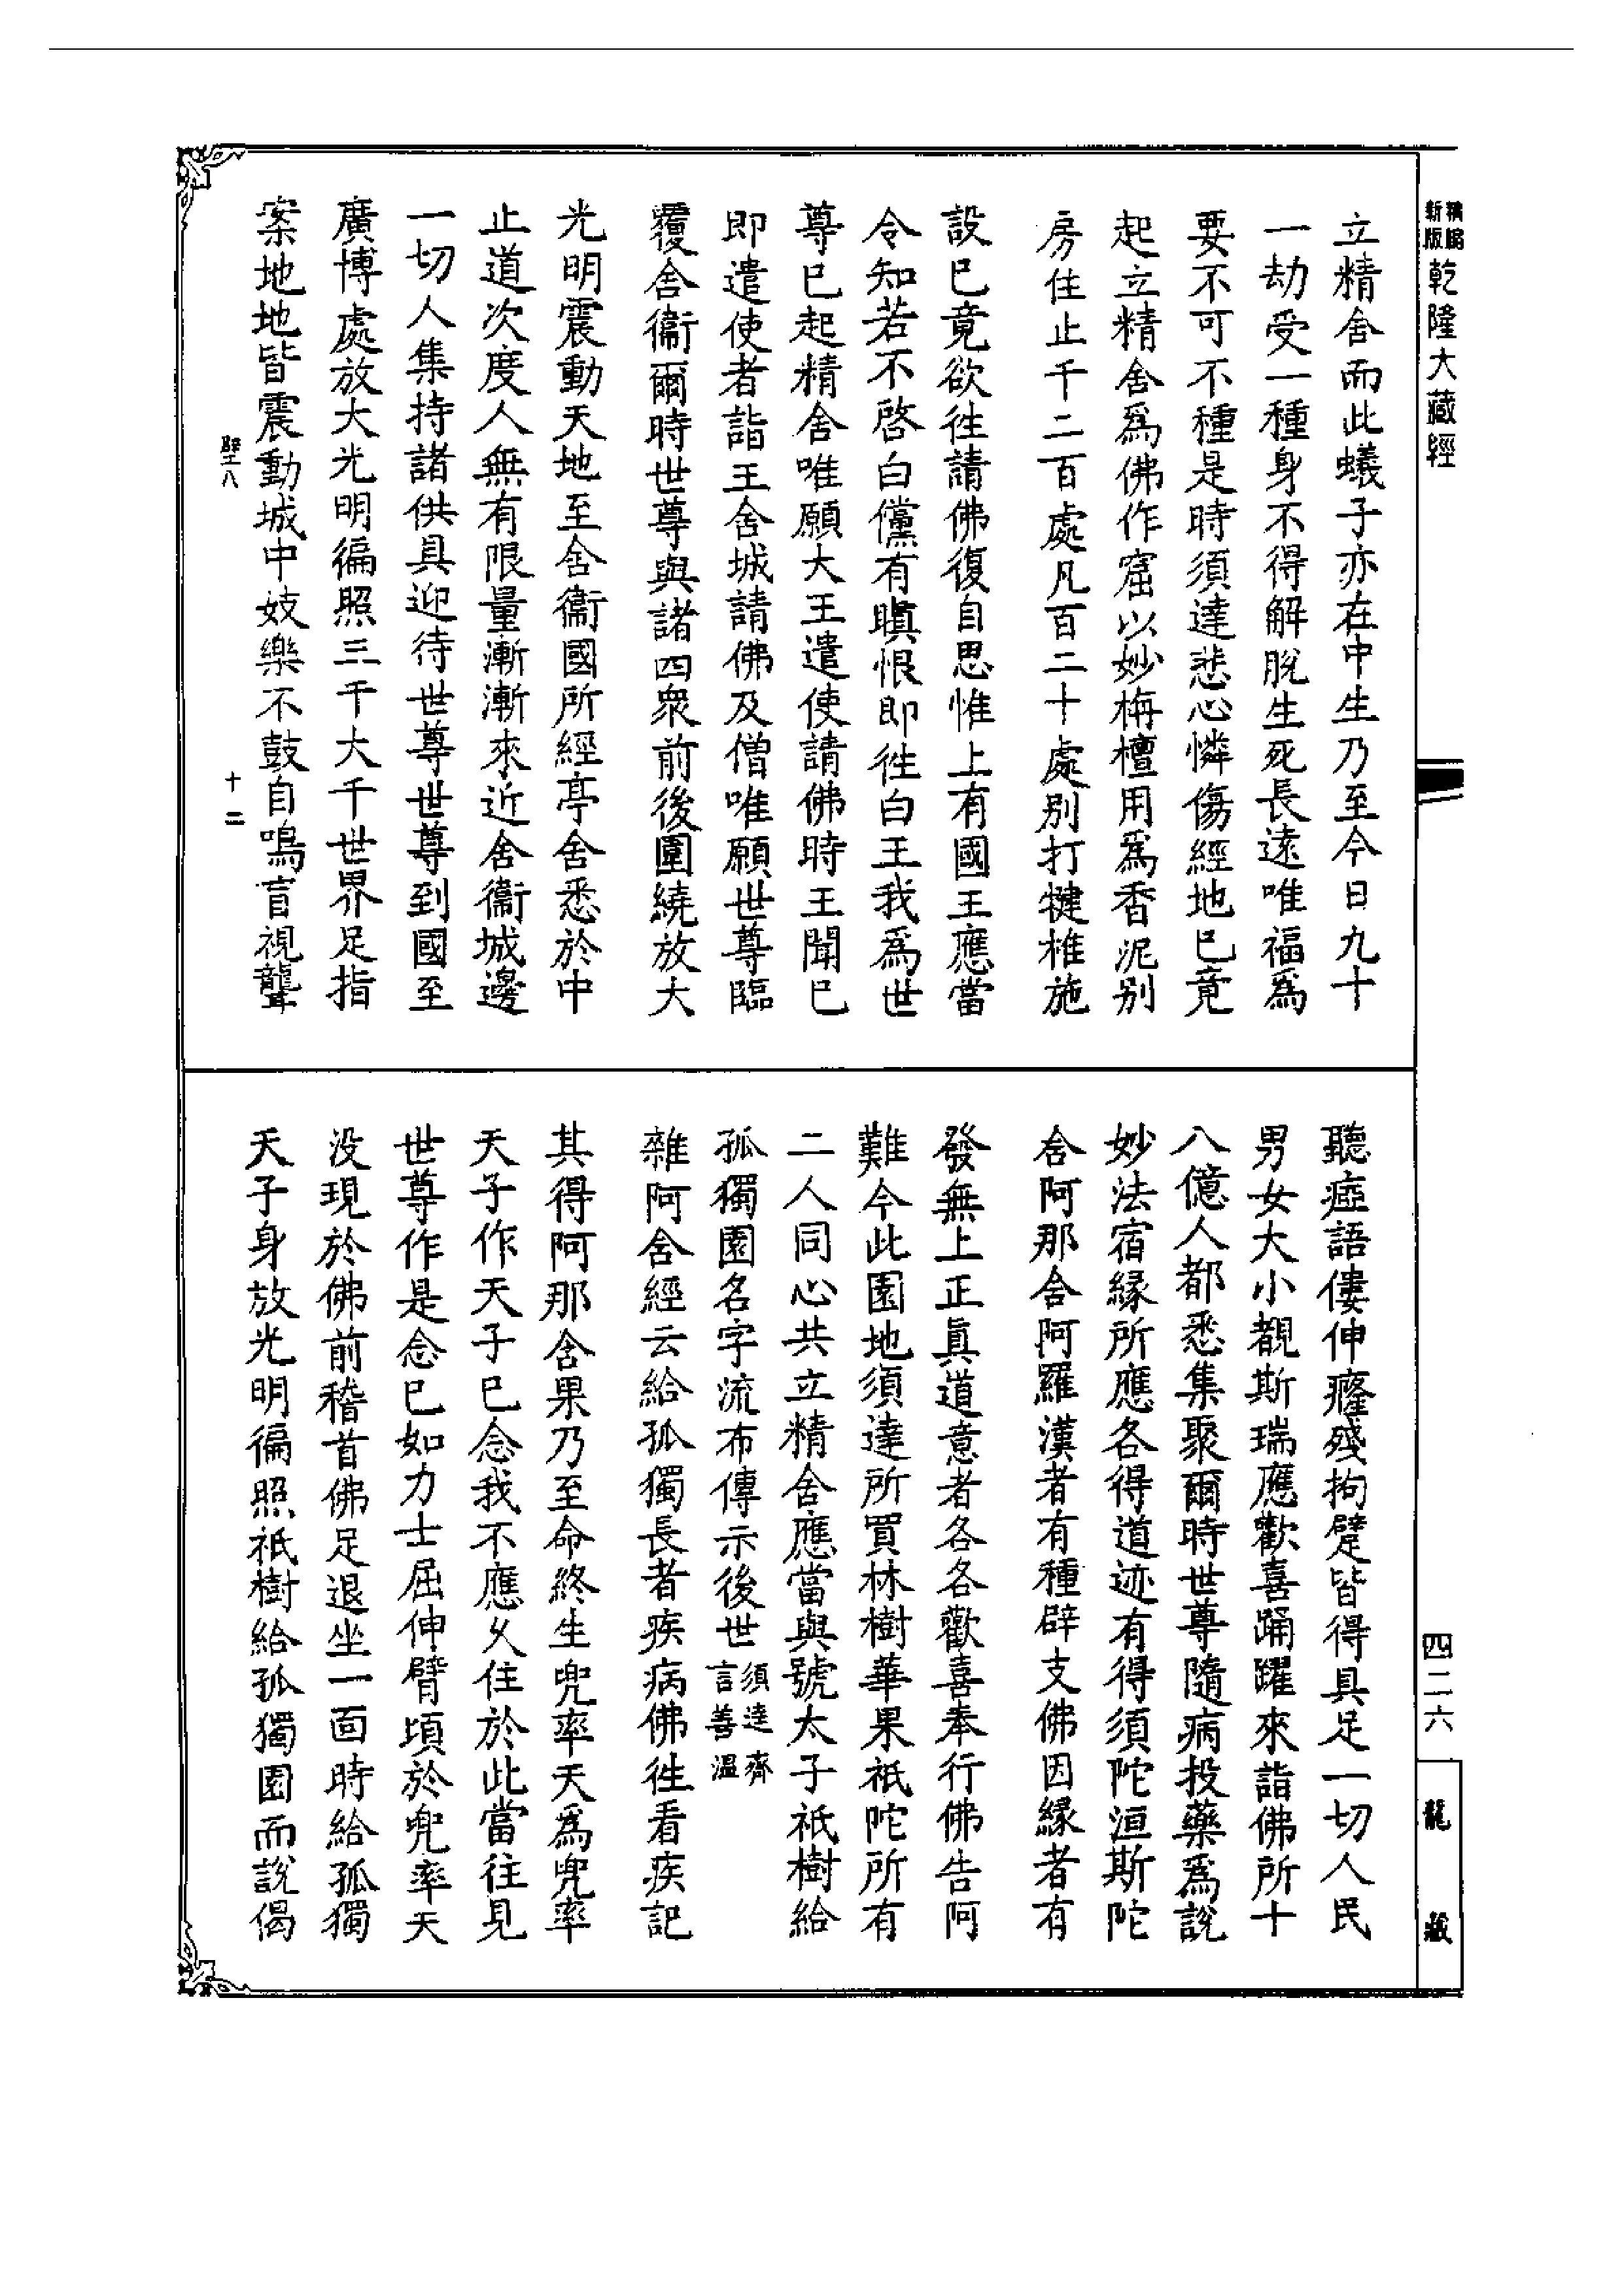 新版
精縮
乾隆大藏經
立精舍而此蟻子亦在中生乃至今日九十
一劫受一種身不得解脫生死長遠唯福爲
要不可不種是時須達悲心憐傷經地已竟
起立精舍爲佛作窟以妙栴檀用爲香泥别
房住止千二百處凡百二十處别打揵椎施
設已竟欲往請佛復自思惟上有國王應當
令知若不啓白儻有瞋恨即往白王我爲世
尊已起精舍唯願大王遣使請佛時王聞已
即遣使者詣王舍城請佛及僧唯願世尊臨
覆舍衞爾時世尊與諸四衆前後圍繞放大
光明震動天地至舍衞國所經亭舍悉於中
止道次度人無有限量漸漸來近舍衞城邊
一切人集持諸供具迎待世尊世尊到國至
廣博處放大光明徧照三千大千世界足指
案地地皆震動城中妓樂不鼓自鳴盲視聾
壁八
十二
聽瘂語僂伸癃殘拘躄皆得具足一切人民
男女大小覩斯瑞應歡喜踊躍來詣佛所十
八億人都悉集聚爾時世尊隨病投藥爲說
妙法宿緣所應各得道迹有得須陀洹斯陀
含阿那含阿羅漢者有種辟支佛因緣者有
發無上正眞道意者各各歡喜奉行佛告阿
難今此園地須達所買林樹華果祇陀所有
二人同心共立精舍應當與號太子祇樹給
孤獨園名字流布傳示後世須達齊言善溫
雜阿含經云給孤獨長者疾病佛往看疾記
其得阿那含果乃至命終生兜率天爲兜率
天子作天子已念我不應久住於此當往見
世尊作是念已如力士屈伸臂頃於兜率天
沒現於佛前稽首佛足退坐一面時給孤獨
天子身放光明徧照祇樹給孤獨園而說偈
四二六
龍藏